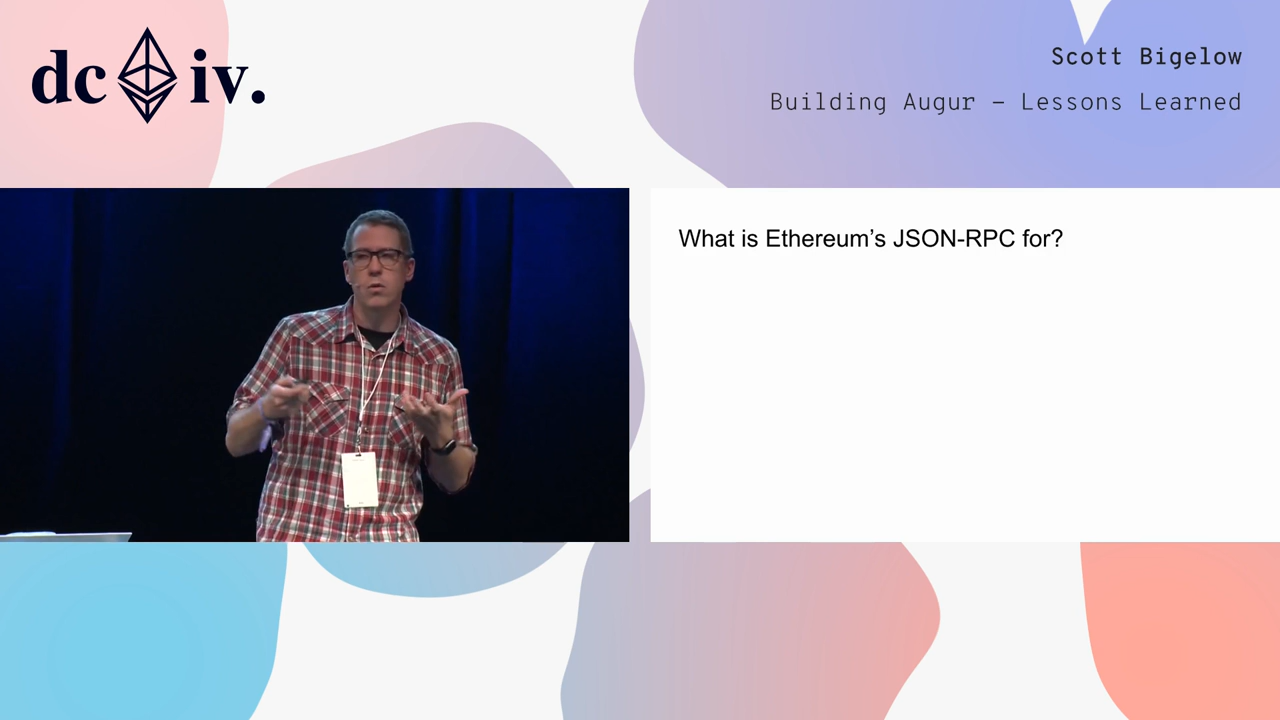 dc iv.
Scott Bigelow
Building Augur – Lessons Learned
What is Ethereum’s JSON-RPC for?